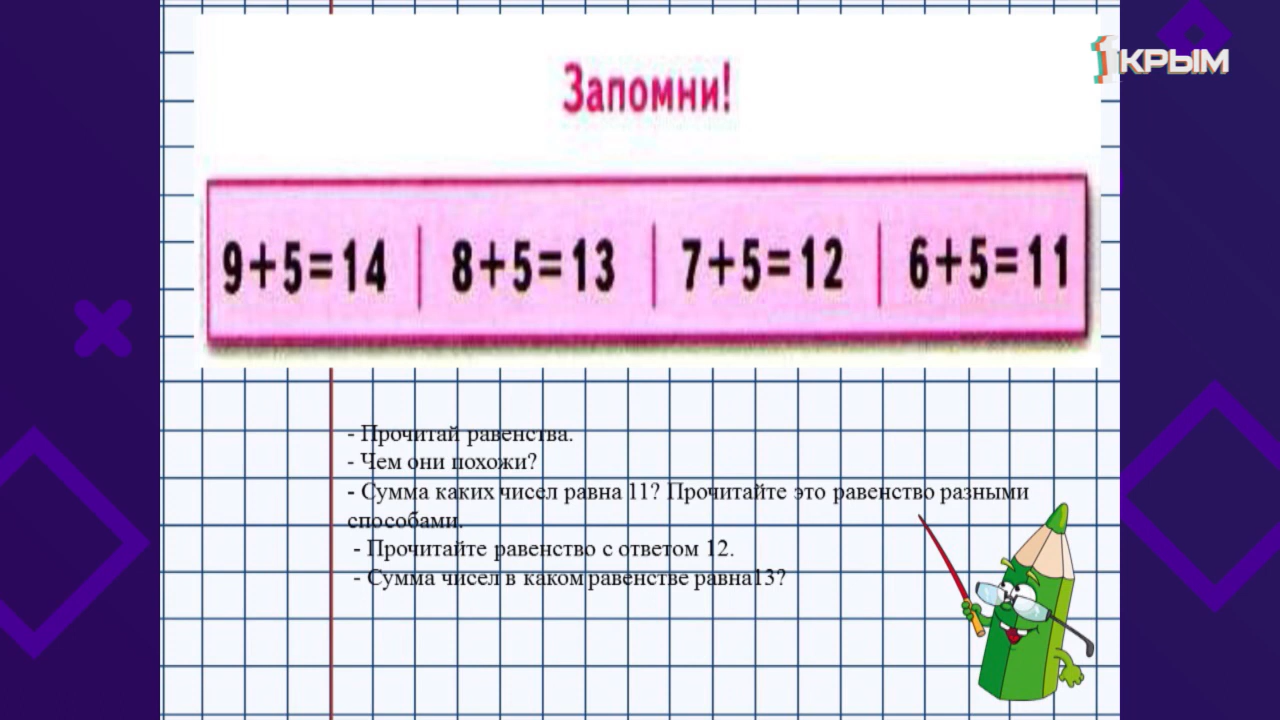 1КРЫМ
Запомни!
9+5=14 | 8+5=13 | 7+5=12 | 6+5=11
- Прочитай равенства.
- Чем они похожи?
- Сумма каких чисел равна 11? Прочитайте это равенство разными
способами.
- Прочитайте равенство с ответом 12.
- Сумма чисел в каком равенстве равна13?